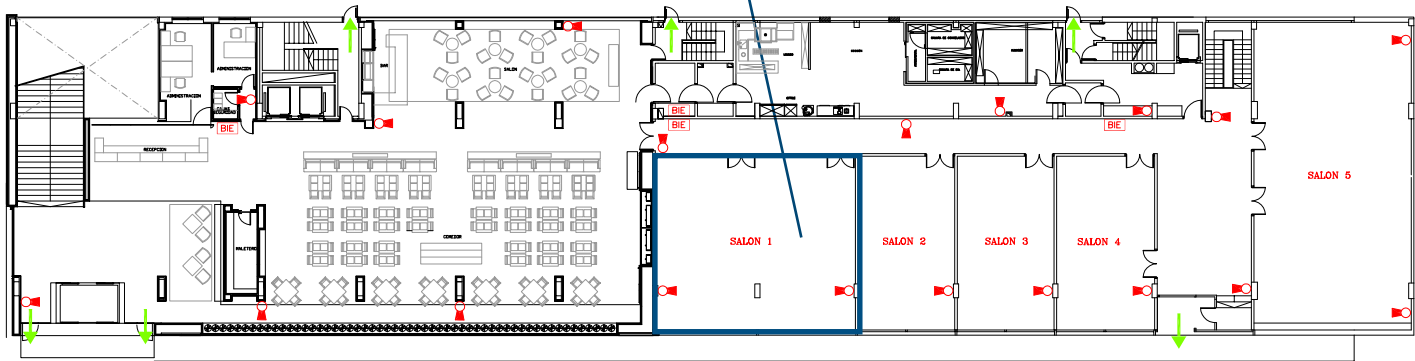 ADMINISTRACION
ADMINISTRACION
BIE
RECEPCION
MALETERO
BAR
SALON
COMEDOR
OFFICE
BIE
BIE
BIE
SALON 1
SALON 2
SALON 3
SALON 4
SALON 5